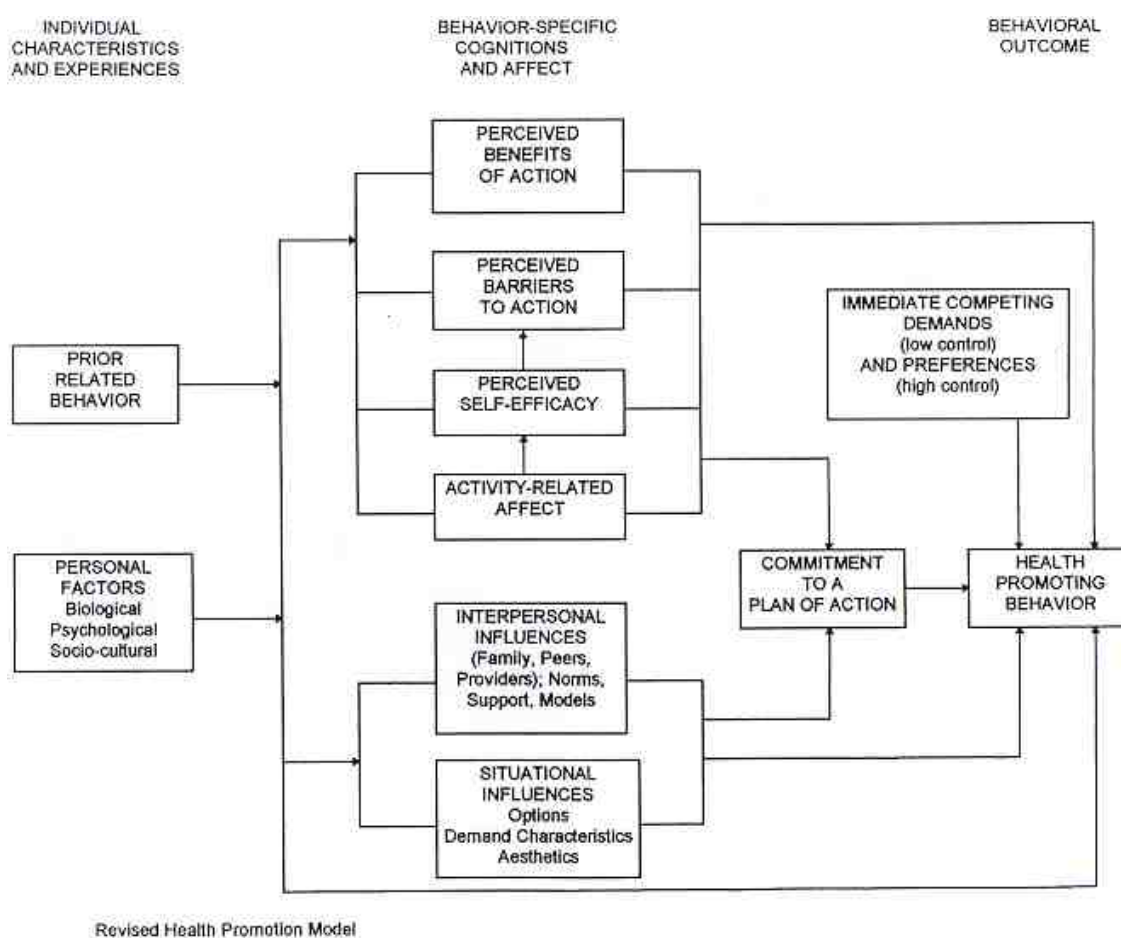 INDIVIDUAL
CHARACTERISTICS
AND EXPERIENCES
BEHAVIOR-SPECIFIC
COGNITIONS
AND AFFECT
BEHAVIORAL
OUTCOME
PERCEIVED
BENEFITS
OF ACTION
PERCEIVED
BARRIERS
TO ACTION
PERCEIVED
SELF-EFFICACY
ACTIVITY-RELATED
AFFECT
PRIOR
RELATED
BEHAVIOR
PERSONAL
FACTORS
Biological
Psychological
Socio-cultural
INTERPERSONAL
INFLUENCES
(Family, Peers,
Providers); Norms,
Support, Models
SITUATIONAL
INFLUENCES
Options
Demand Characteristics
Aesthetics
IMMEDIATE COMPETING
DEMANDS
(low control)
AND PREFERENCES
(high control)
COMMITMENT
TO A
PLAN OF ACTION
HEALTH
PROMOTING
BEHAVIOR
Revised Health Promotion Model